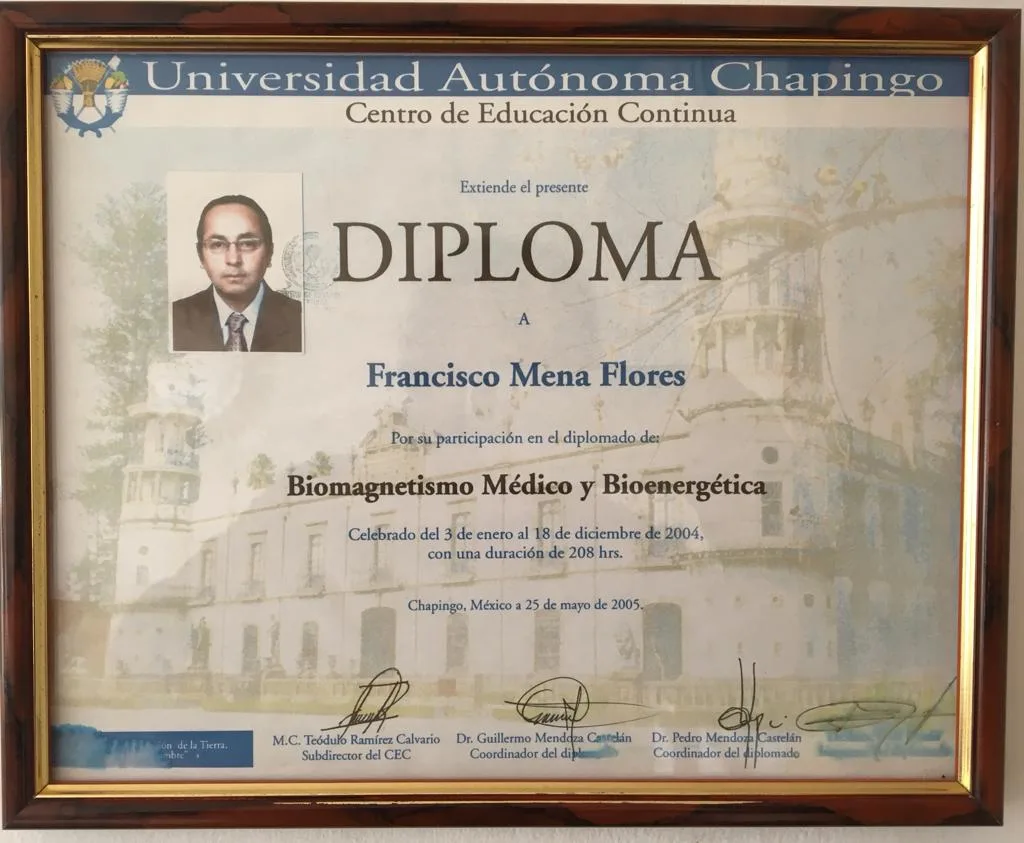 Universidad Autónoma Chapingo
Centro de Educación Continua
Extiende el presente
DIPLOMA
A
Francisco Mena Flores
Por su participación en el diplomado de:
Biomagnetismo Médico y Bioenergética
Celebrado del 3 de enero al 18 de diciembre de 2004,
con una duración de 208 hrs.
Chapingo, México a 25 de mayo de 2005.
de la Tierra.
M.C. Teódulo Ramírez Calvario
Subdirector del CEC
Dr. Guillermo Mendoza Castelán
Coordinador del
Dr. Pedro Mendoza Castelán
Coordinador del diplomado